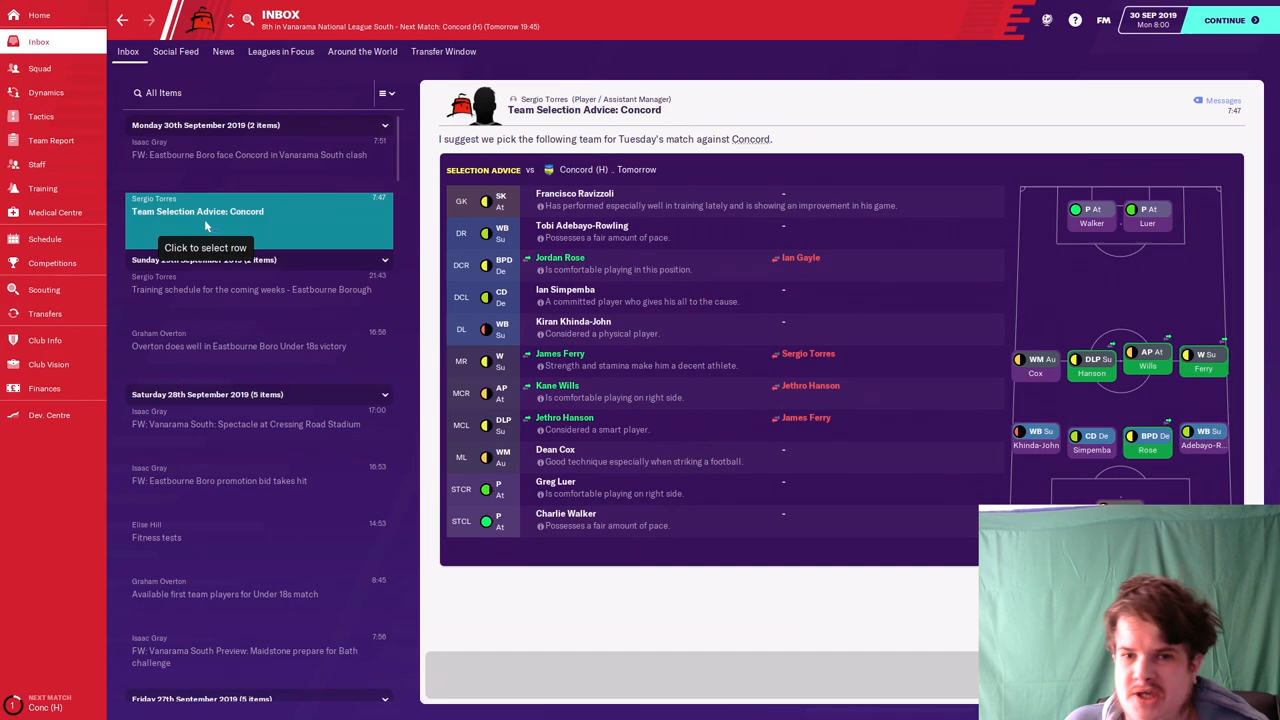 Home
Inbox
Squad
Dynamics
Tactics
Team Report
Staff
Training
Medical Centre
Schedule
Competitions
Scouting
Transfers
Club Info
Club Vision
Finances
Dev. Centre
1
NEXT MATCH
Conc (H)
INBOX
8th in Vanarama National League South - Next Match: Concord (H) (Tomorrow 19:45)
?
FM
30 SEP 2019
Mon 8:00
CONTINUE
Inbox
Social Feed
News
Leagues in Focus
Around the World
Transfer Window
All Items
Monday 30th September 2019 (2 items)
Isaac Gray 7:51
FW: Eastbourne Boro face Concord in Vanarama South clash
Sergio Torres 7:47
Team Selection Advice: Concord
Click to select row
Sunday 29th September 2019 (2 items)
Sergio Torres 21:43
Training schedule for the coming weeks - Eastbourne Borough
Graham Overton 16:56
Overton does well in Eastbourne Boro Under 18s victory
Saturday 28th September 2019 (5 items)
Isaac Gray 17:00
FW: Vanarama South: Spectacle at Cressing Road Stadium
Isaac Gray 16:53
FW: Eastbourne Boro promotion bid takes hit
Elise Hill 14:53
Fitness tests
Graham Overton 8:45
Available first team players for Under 18s match
Isaac Gray 7:56
FW: Vanarama South Preview: Maidstone prepare for Bath
challenge
Friday 27th September 2019 (5 items)
Sergio Torres (Player / Assistant Manager)
Team Selection Advice: Concord
Messages
7:47
I suggest we pick the following team for Tuesday's match against Concord.
SELECTION ADVICE vs Concord (H) .. Tomorrow
GK SK At Francisco Ravizzoli -
Has performed especially well in training lately and is showing an improvement in his game.
DR WB Su Tobi Adebayo-Rowling -
Possesses a fair amount of pace.
DCR BPD De Jordan Rose Ian Gayle
Is comfortable playing in this position.
DCL CD De Ian Simpemba -
A committed player who gives his all to the cause.
DL WB Su Kiran Khinda-John -
Considered a physical player.
MR W Su James Ferry Sergio Torres
Strength and stamina make him a decent athlete.
MCR AP At Kane Wills Jethro Hanson
Is comfortable playing on right side.
MCL DLP Su Jethro Hanson James Ferry
Considered a smart player.
ML WM Au Dean Cox -
Good technique especially when striking a football.
STCR P At Greg Luer -
Is comfortable playing on right side.
STCL P At Charlie Walker -
Possesses a fair amount of pace.
P At P At
Walker Luer
WM Au DLP Su AP At W Su
Cox Hanson Wills Ferry
WB Su CD De BPD De WB Su
Khinda-John Simpemba Rose Adebayo-R...